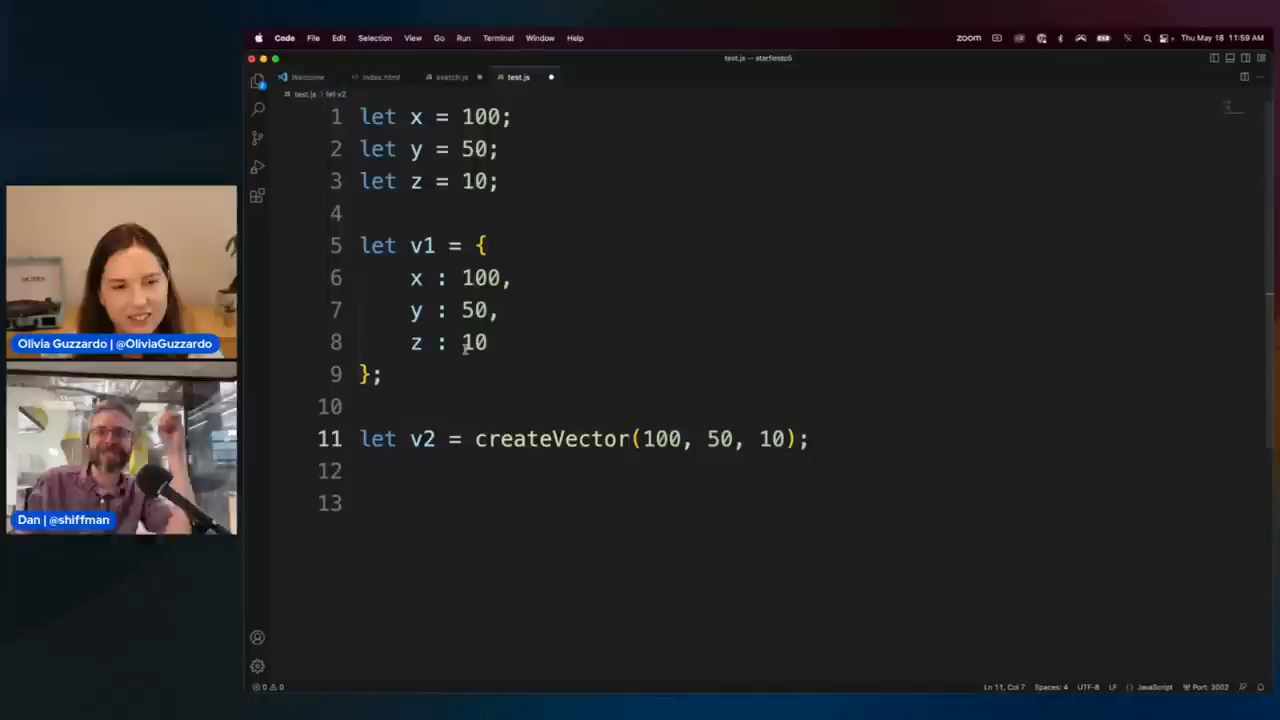 Code File Edit Selection View Go Run Terminal Window Help
zoom Thu May 18 11:59 AM
test.js — starfieldp5
Welcome index.html sketch.js test.js
test.js let v2
1 let x = 100;
2 let y = 50;
3 let z = 10;
4
5 let v1 = {
6 x : 100,
7 y : 50,
8 z : 10
9 };
10
11 let v2 = createVector(100, 50, 10);
12
13
Olivia Guzzardo | @OliviaGuzzardo
Dan | @shiffman
0 0 Ln 11, Col 7 Spaces: 4 UTF-8 LF {} JavaScript Port: 3002